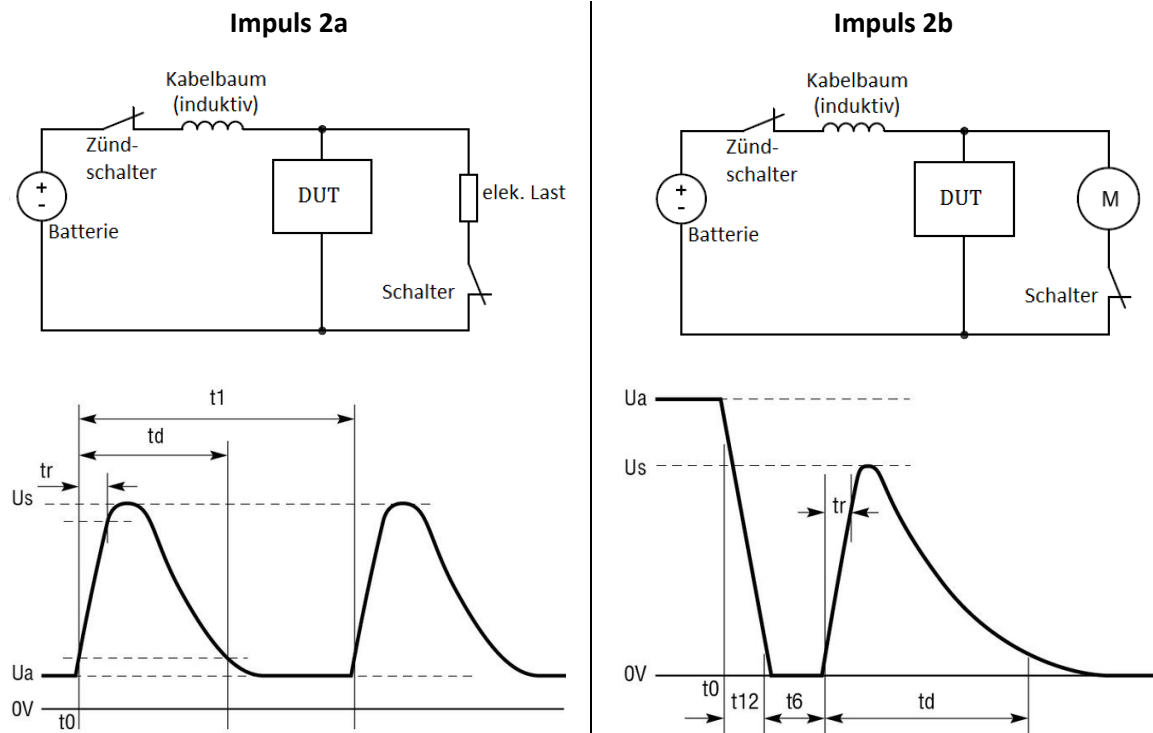 Impuls 2a
Kabelbaum
(induktiv)
Zünd-
schalter
+
-
Batterie
DUT
elek. Last
Schalter
t1
td
tr
Us
Ua
0V
t0
Impuls 2b
Kabelbaum
(induktiv)
Zünd-
schalter
+
-
Batterie
DUT
M
Schalter
Ua
Us
tr
0V
t0
t12
t6
td